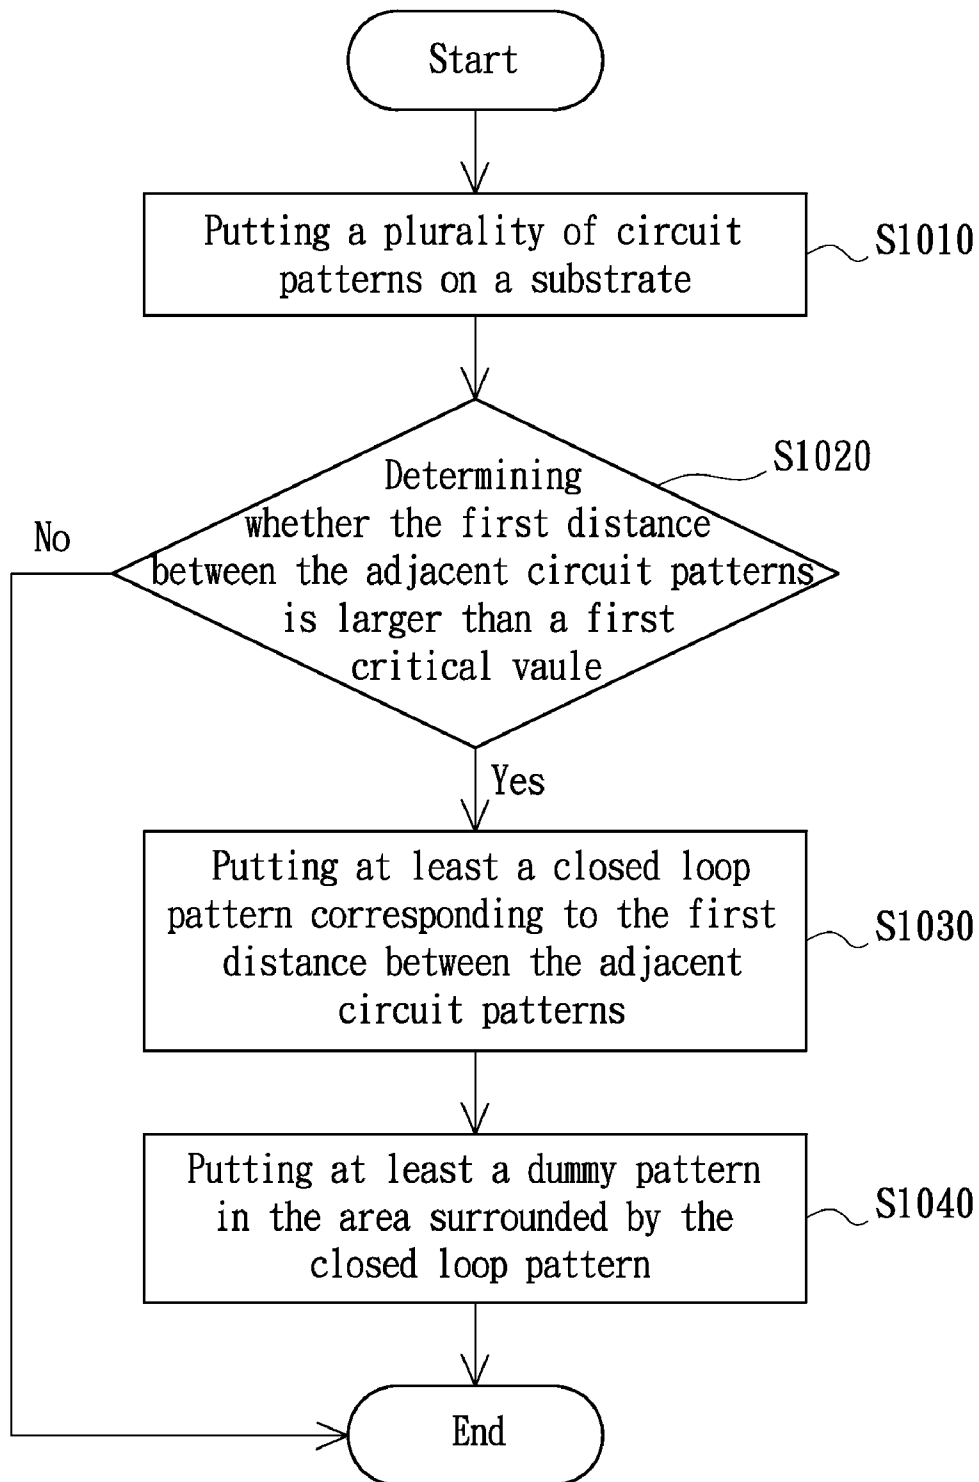 Start
Putting a plurality of circuit
patterns on a substrate
S1010
Determining
whether the first distance
between the adjacent circuit patterns
is larger than a first
critical vaule
S1020
No
Yes
Putting at least a closed loop
pattern corresponding to the first
distance between the adjacent
circuit patterns
S1030
Putting at least a dummy pattern
in the area surrounded by the
closed loop pattern
S1040
End